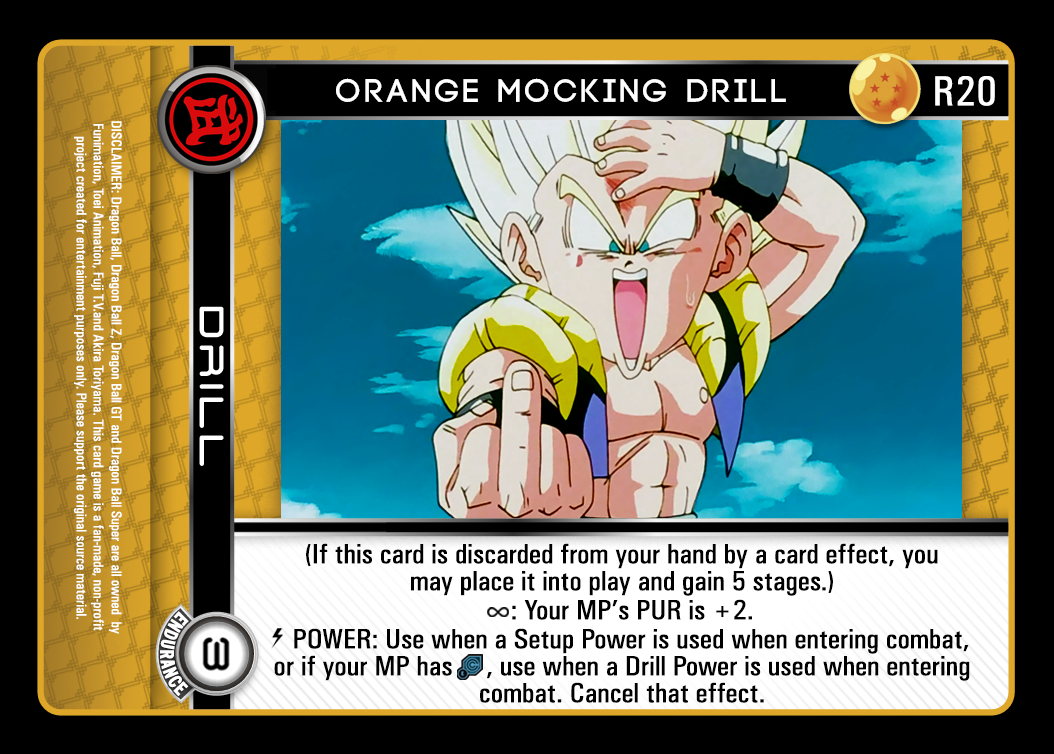 ORANGE MOCKING DRILL
R20
DRILL
(If this card is discarded from your hand by a card effect, you
may place it into play and gain 5 stages.)
∞: Your MP's PUR is +2.
POWER: Use when a Setup Power is used when entering combat,
or if your MP has , use when a Drill Power is used when entering
combat. Cancel that effect.
ENDURANCE
3
DISCLAIMER: Dragon Ball, Dragon Ball Z, Dragon Ball GT and Dragon Ball Super are all owned by
Funimation, Toei Animation, Fuji T.V.and Akira Toriyama. This card game is a fan-made, non-profit
project created for entertainment purposes only. Please support the original source material.